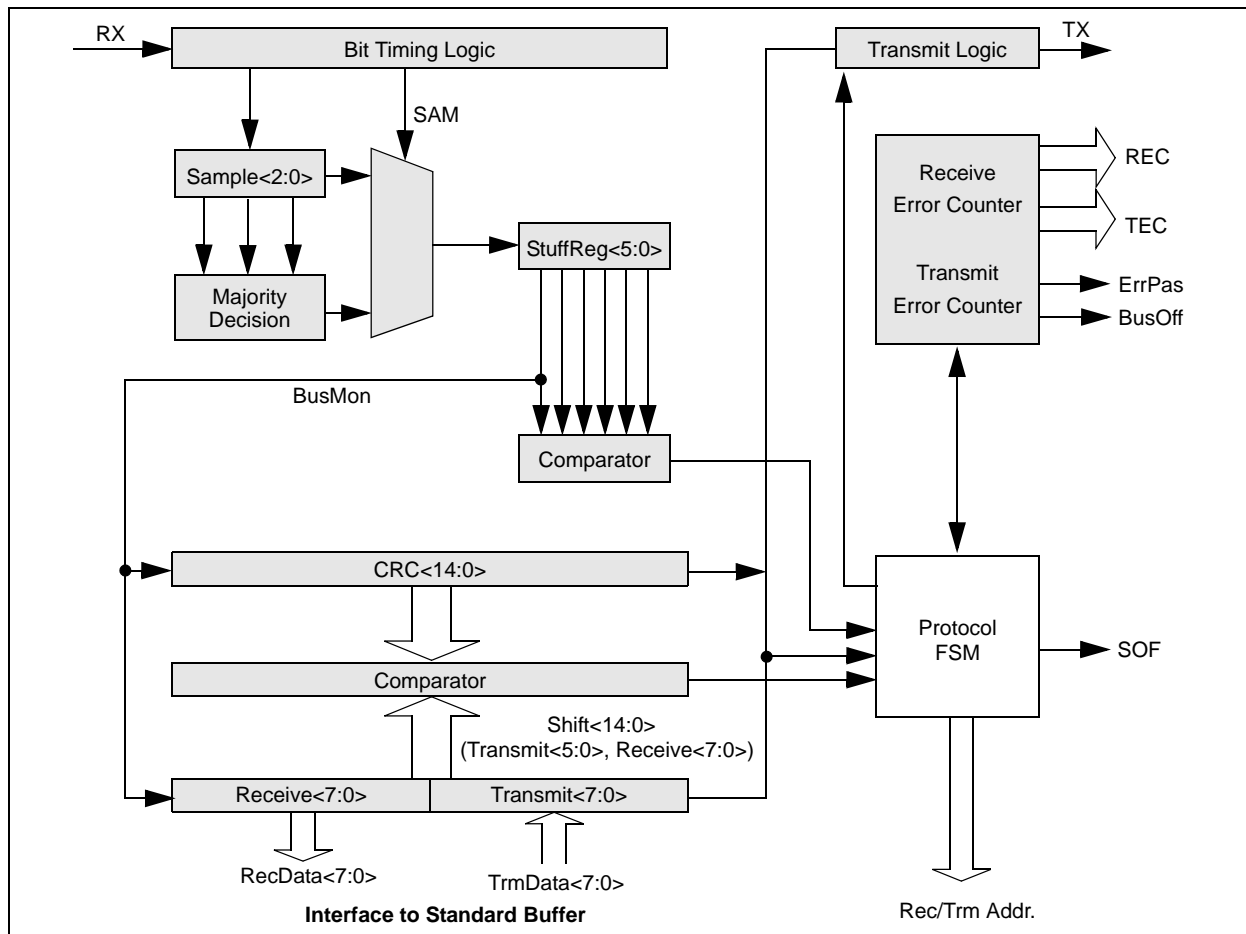 RX
Bit Timing Logic
Transmit Logic
TX
SAM
Sample<2:0>
Receive
Error Counter
REC
TEC
StuffReg<5:0>
Majority
Decision
Transmit
Error Counter
ErrPas
BusOff
BusMon
Comparator
CRC<14:0>
Protocol
FSM
SOF
Comparator
Shift<14:0>
(Transmit<5:0>, Receive<7:0>)
Receive<7:0>
Transmit<7:0>
RecData<7:0>
TrmData<7:0>
Interface to Standard Buffer
Rec/Trm Addr.